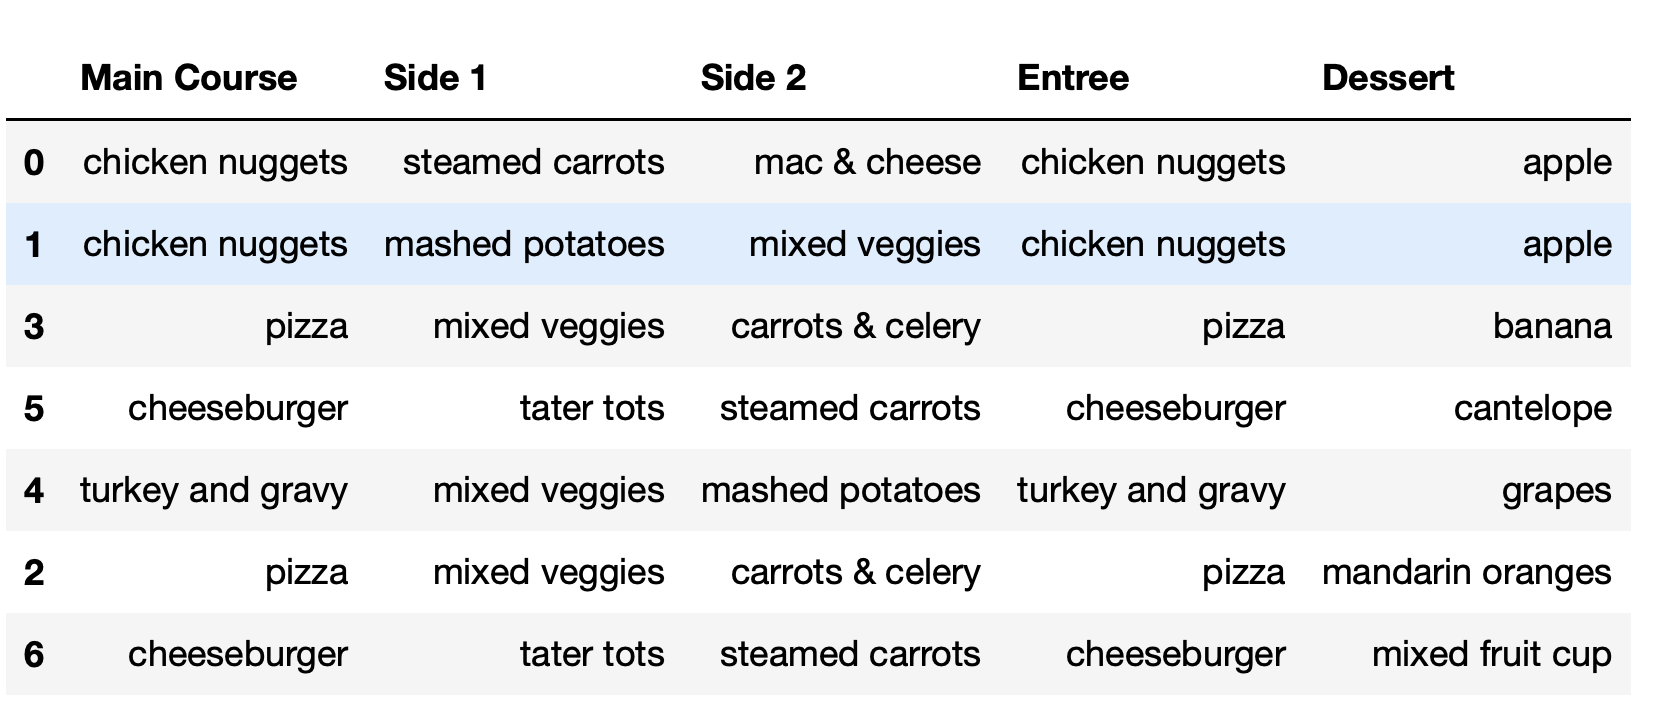 Main Course Side 1 Side 2 Entree Dessert
0 chicken nuggets steamed carrots mac & cheese chicken nuggets apple
1 chicken nuggets mashed potatoes mixed veggies chicken nuggets apple
3 pizza mixed veggies carrots & celery pizza banana
5 cheeseburger tater tots steamed carrots cheeseburger cantelope
4 turkey and gravy mixed veggies mashed potatoes turkey and gravy grapes
2 pizza mixed veggies carrots & celery pizza mandarin oranges
6 cheeseburger tater tots steamed carrots cheeseburger mixed fruit cup